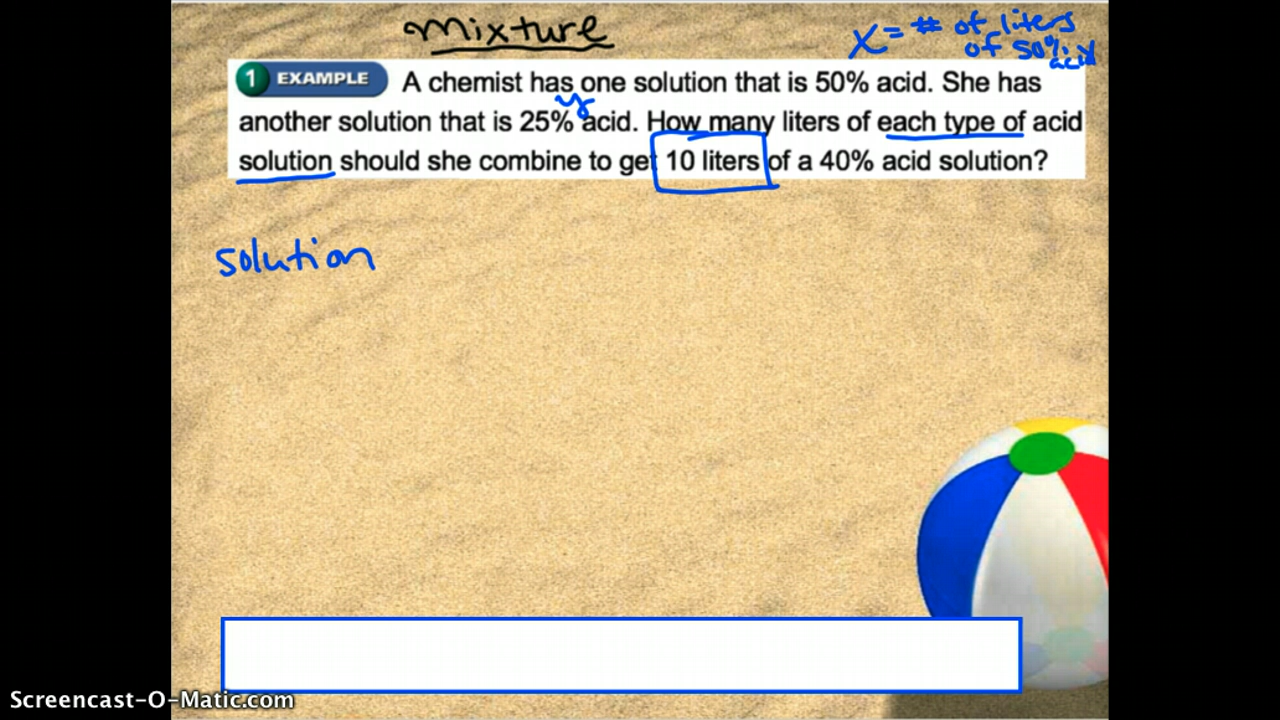 mixture
x = # of liters
of 50% acid
1 EXAMPLE A chemist has one solution that is 50% acid. She has
y
another solution that is 25% acid. How many liters of each type of acid
solution should she combine to get 10 liters of a 40% acid solution?
solution
Screencast-O-Matic.com